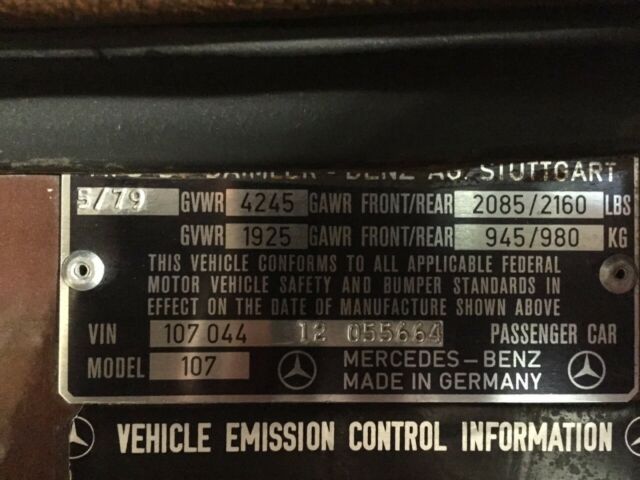 MFG BY DAIMLER-BENZ AG. STUTTGART
5/79 GVWR 4245 GAWR FRONT/REAR 2085/2160 LBS
GVWR 1925 GAWR FRONT/REAR 945/980 KG
THIS VEHICLE CONFORMS TO ALL APPLICABLE FEDERAL
MOTOR VEHICLE SAFETY AND BUMPER STANDARDS IN
EFFECT ON THE DATE OF MANUFACTURE SHOWN ABOVE
VIN 107 044 12 055664 PASSENGER CAR
MODEL 107 MERCEDES-BENZ
MADE IN GERMANY
VEHICLE EMISSION CONTROL INFORMATION